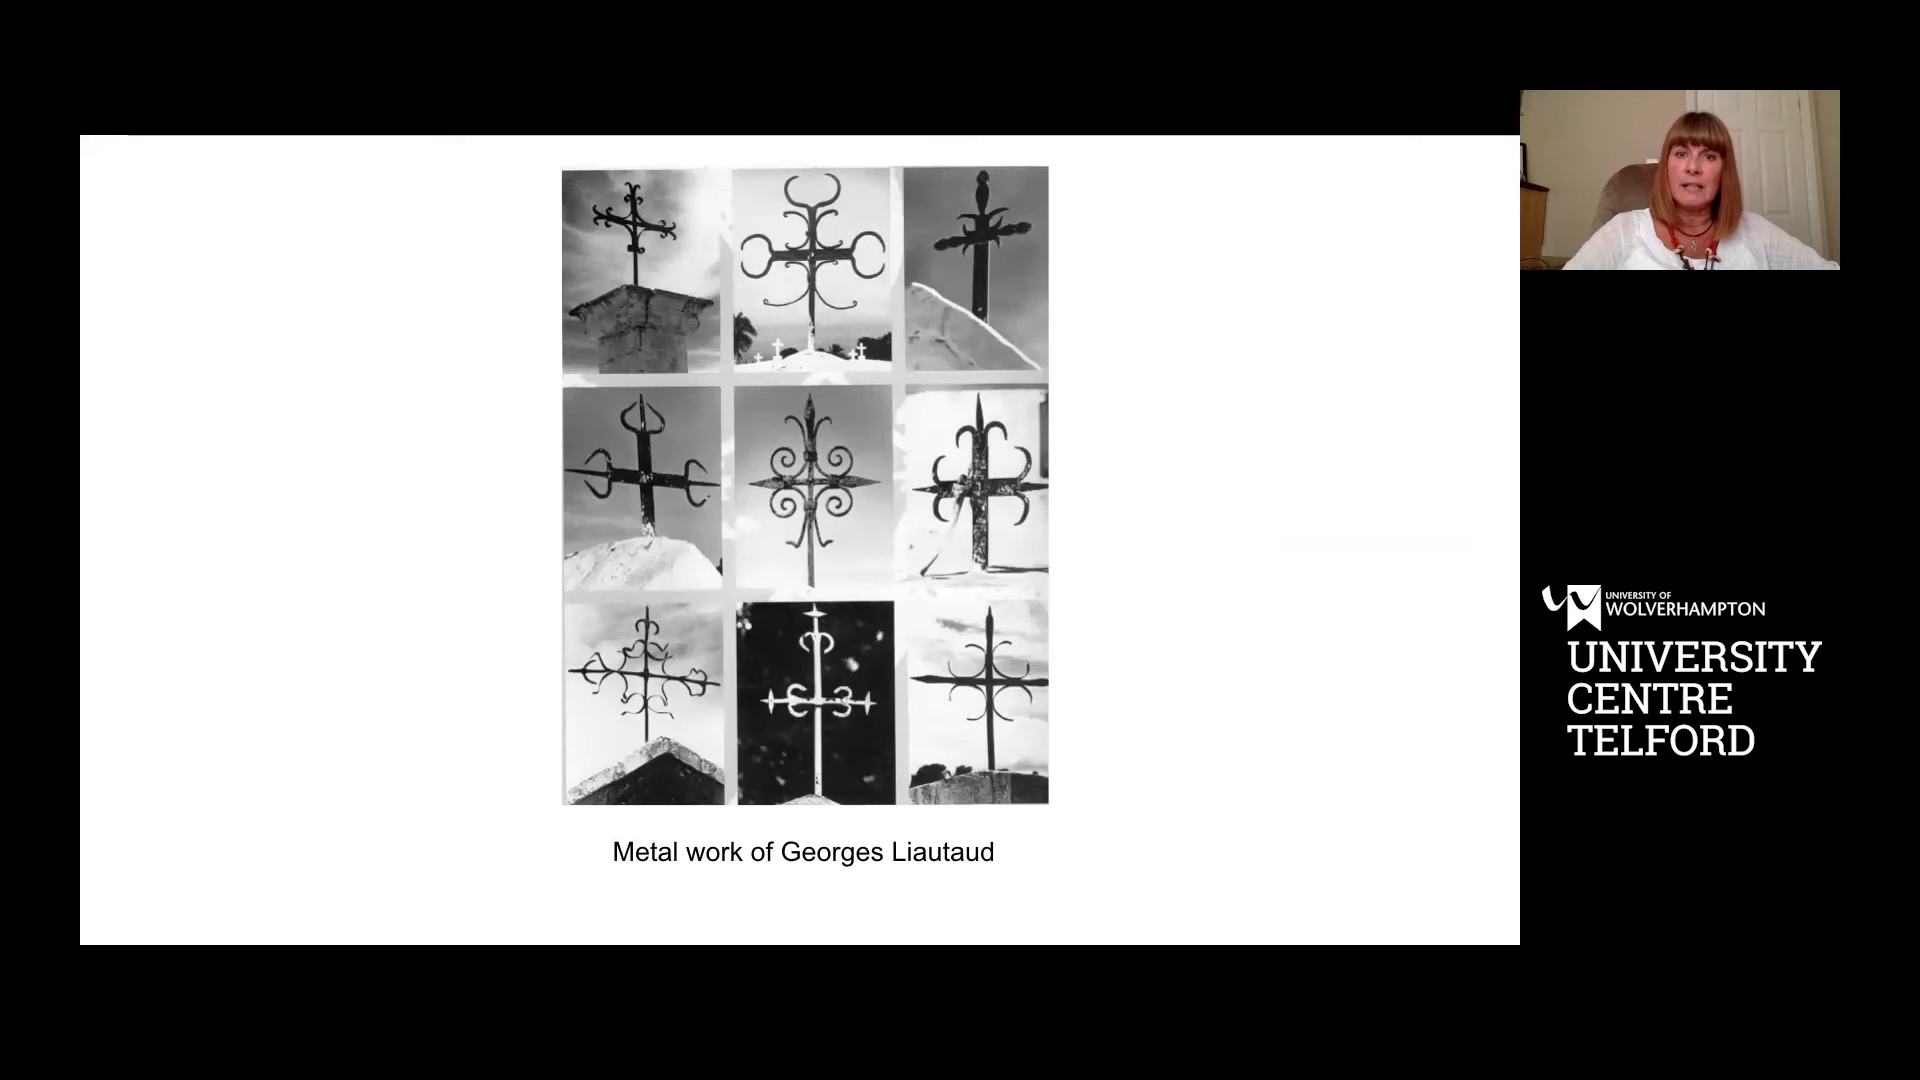 Metal work of Georges Liautaud
UNIVERSITY OF
WOLVERHAMPTON
UNIVERSITY
CENTRE
TELFORD